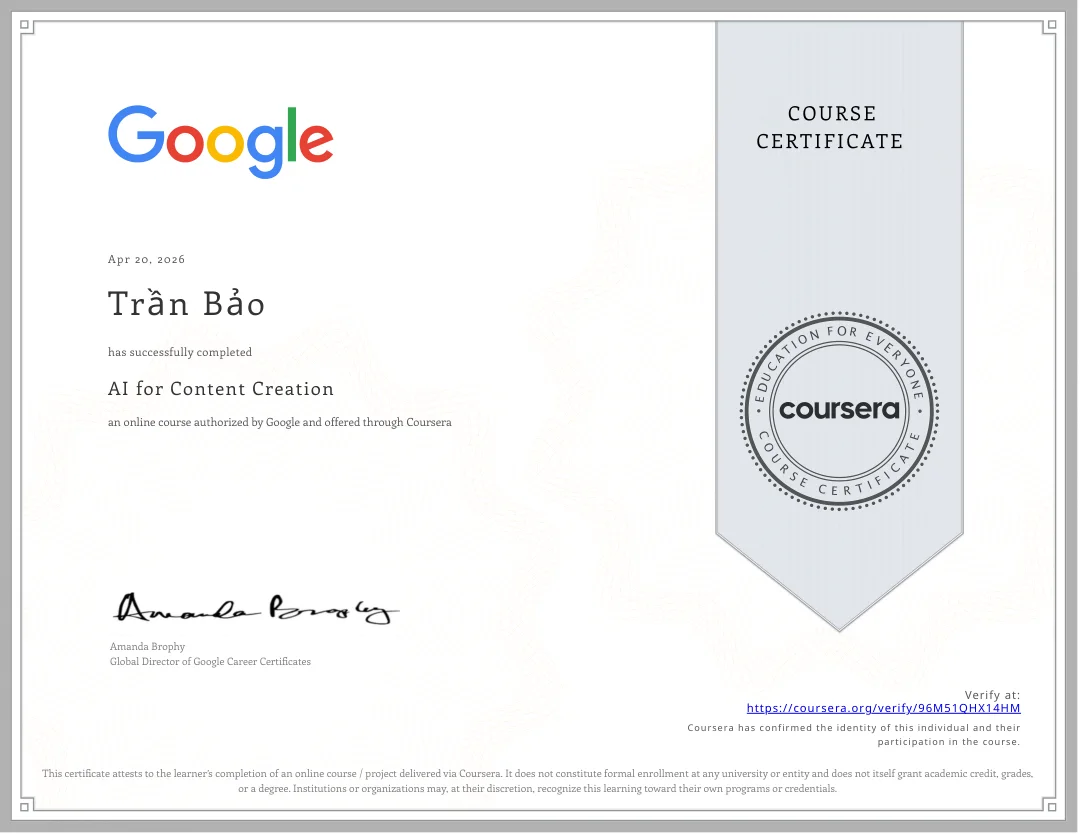 Google
COURSE
CERTIFICATE
Apr 20, 2026
Trần Bảo
has successfully completed
AI for Content Creation
an online course authorized by Google and offered through Coursera
EDUCATION FOR EVERYONE
coursera
COURSE CERTIFICATE
Amanda Brophy
Amanda Brophy
Global Director of Google Career Certificates
Verify at:
https://coursera.org/verify/96M51QHX14HM
Coursera has confirmed the identity of this individual and their
participation in the course.
This certificate attests to the learner's completion of an online course / project delivered via Coursera. It does not constitute formal enrollment at any university or entity and does not itself grant academic credit, grades,
or a degree. Institutions or organizations may, at their discretion, recognize this learning toward their own programs or credentials.